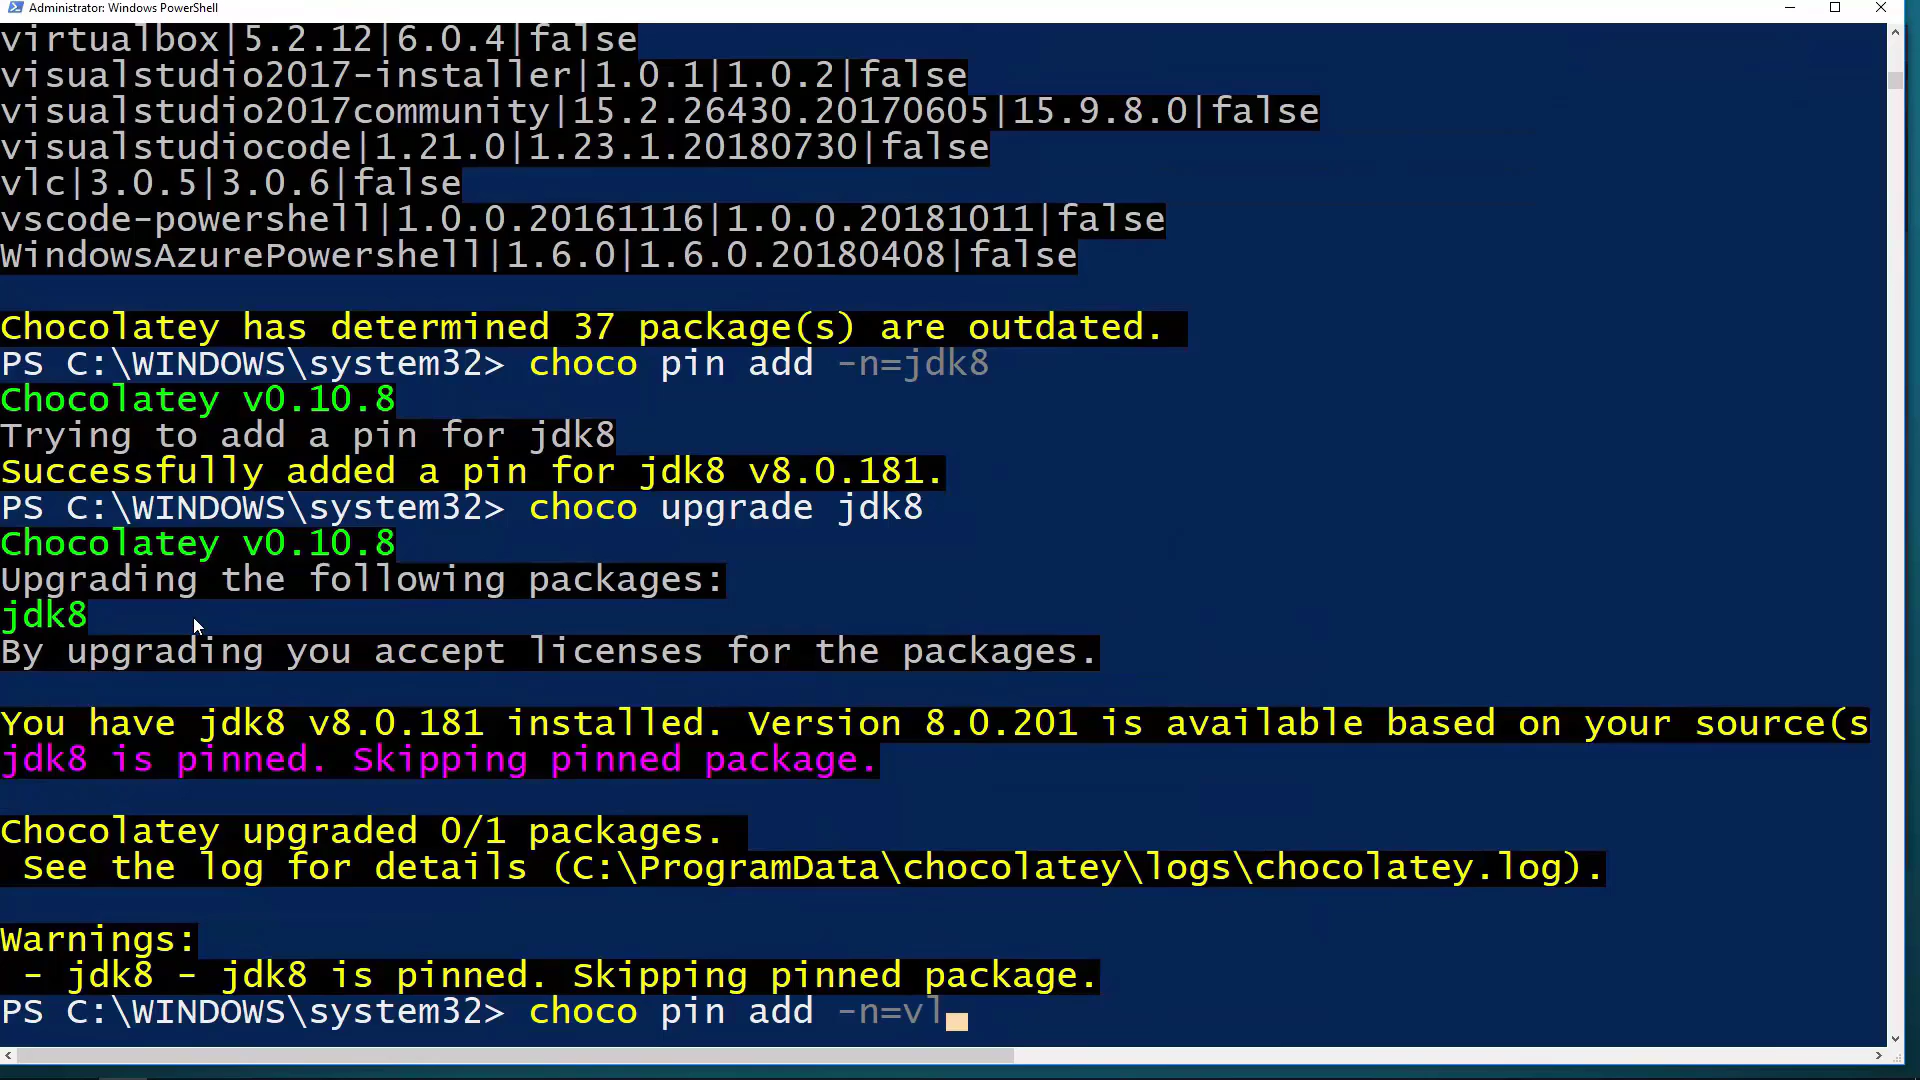 Administrator: Windows PowerShell
virtualbox|5.2.12|6.0.4|false
visualstudio2017-installer|1.0.1|1.0.2|false
visualstudio2017community|15.2.26430.20170605|15.9.8.0|false
visualstudiocode|1.21.0|1.23.1.20180730|false
vlc|3.0.5|3.0.6|false
vscode-powershell|1.0.0.20161116|1.0.0.20181011|false
WindowsAzurePowershell|1.6.0|1.6.0.20180408|false
Chocolatey has determined 37 package(s) are outdated.
PS C:\WINDOWS\system32> choco pin add -n=jdk8
Chocolatey v0.10.8
Trying to add a pin for jdk8
Successfully added a pin for jdk8 v8.0.181.
PS C:\WINDOWS\system32> choco upgrade jdk8
Chocolatey v0.10.8
Upgrading the following packages:
jdk8
By upgrading you accept licenses for the packages.
You have jdk8 v8.0.181 installed. Version 8.0.201 is available based on your source(s
jdk8 is pinned. Skipping pinned package.
Chocolatey upgraded 0/1 packages.
 See the log for details (C:\ProgramData\chocolatey\logs\chocolatey.log).
Warnings:
 - jdk8 - jdk8 is pinned. Skipping pinned package.
PS C:\WINDOWS\system32> choco pin add -n=vl